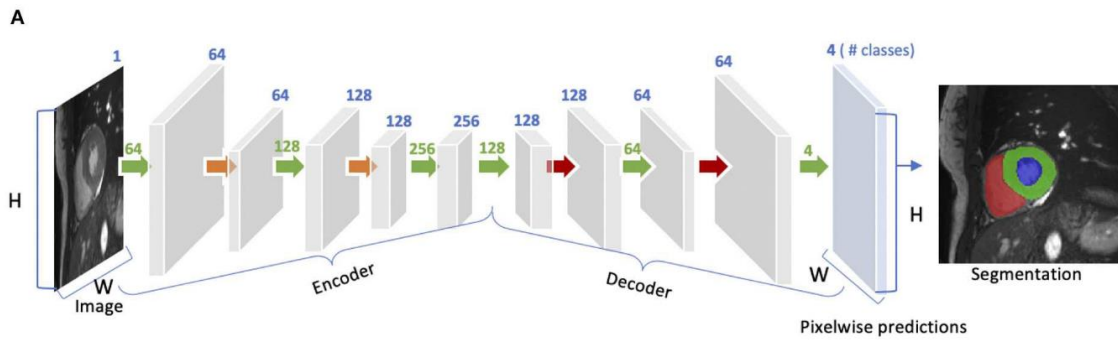 A
1
64
64
128
128
256
128
128
64
64
4 ( # classes)
64
128
256
128
64
4
H
W
Image
Encoder
Decoder
W
H
Pixelwise predictions
Segmentation